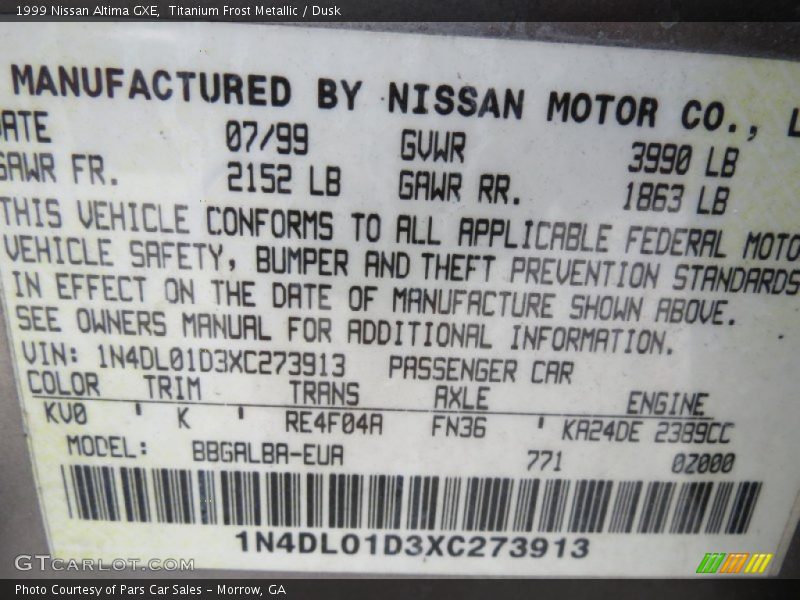 1999 Nissan Altima GXE, Titanium Frost Metallic / Dusk
MANUFACTURED BY NISSAN MOTOR CO., L
DATE 07/99 GVWR 3990 LB
GAWR FR. 2152 LB GAWR RR. 1863 LB
THIS VEHICLE CONFORMS TO ALL APPLICABLE FEDERAL MOTO
VEHICLE SAFETY, BUMPER AND THEFT PREVENTION STANDARDS
IN EFFECT ON THE DATE OF MANUFACTURE SHOWN ABOVE.
SEE OWNERS MANUAL FOR ADDITIONAL INFORMATION.
VIN: 1N4DL01D3XC273913 PASSENGER CAR
COLOR TRIM TRANS AXLE ENGINE
KV0 ' K ' RE4F04A FN36 ' KA24DE 2389CC
MODEL: BBGALBA-EUA 771 0Z000
1N4DL01D3XC273913
GTCarLot.com
Photo Courtesy of Pars Car Sales - Morrow, GA